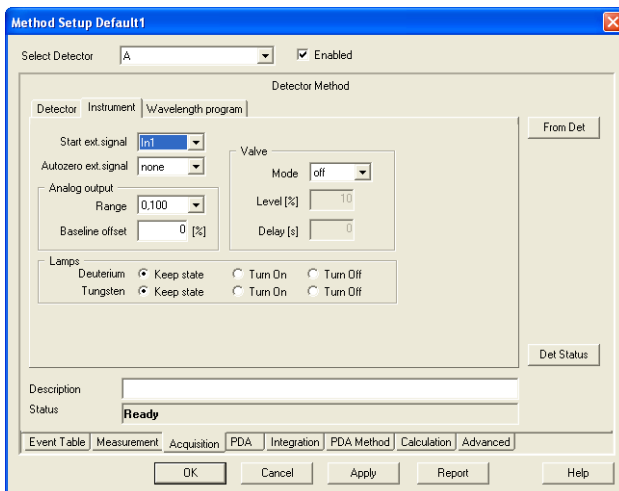 Method Setup Default1
Select Detector A Enabled
Detector Method
Detector Instrument Wavelength program
From Det
Start ext.signal In1
Autozero ext.signal none
Analog output
Range 0,100
Baseline offset 0 [%]
Valve
Mode off
Level [%] 10
Delay [s] 0
Lamps
Deuterium Keep state Turn On Turn Off
Tungsten Keep state Turn On Turn Off
Det Status
Description
Status Ready
Event Table Measurement Acquisition PDA Integration PDA Method Calculation Advanced
OK Cancel Apply Report Help